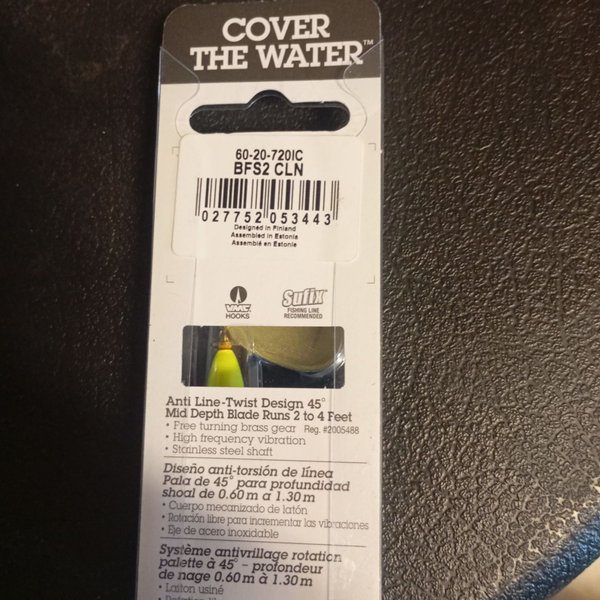 COVER
THE WATER™
60-20-720IC
BFS2 CLN
027752 053443
Designed in Finland
Assembled in Estonia
Assemblé en Estonie
VMC
HOOKS
Sufix™
FISHING LINE
RECOMMENDED
Anti Line-Twist Design 45°
Mid Depth Blade Runs 2 to 4 Feet
• Free turning brass gear Reg. #2005488
• High frequency vibration
• Stainless steel shaft
Diseño anti-torsión de línea
Pala de 45° para profundidad
shoal de 0.60 m a 1.30 m
• Cuerpo mecanizado de latón
• Rotación libre para incrementar las vibraciones
• Eje de acero inoxidable
Système antivrillage rotation
palette à 45° – profondeur
de nage 0.60 m à 1.30 m
• Laiton usiné